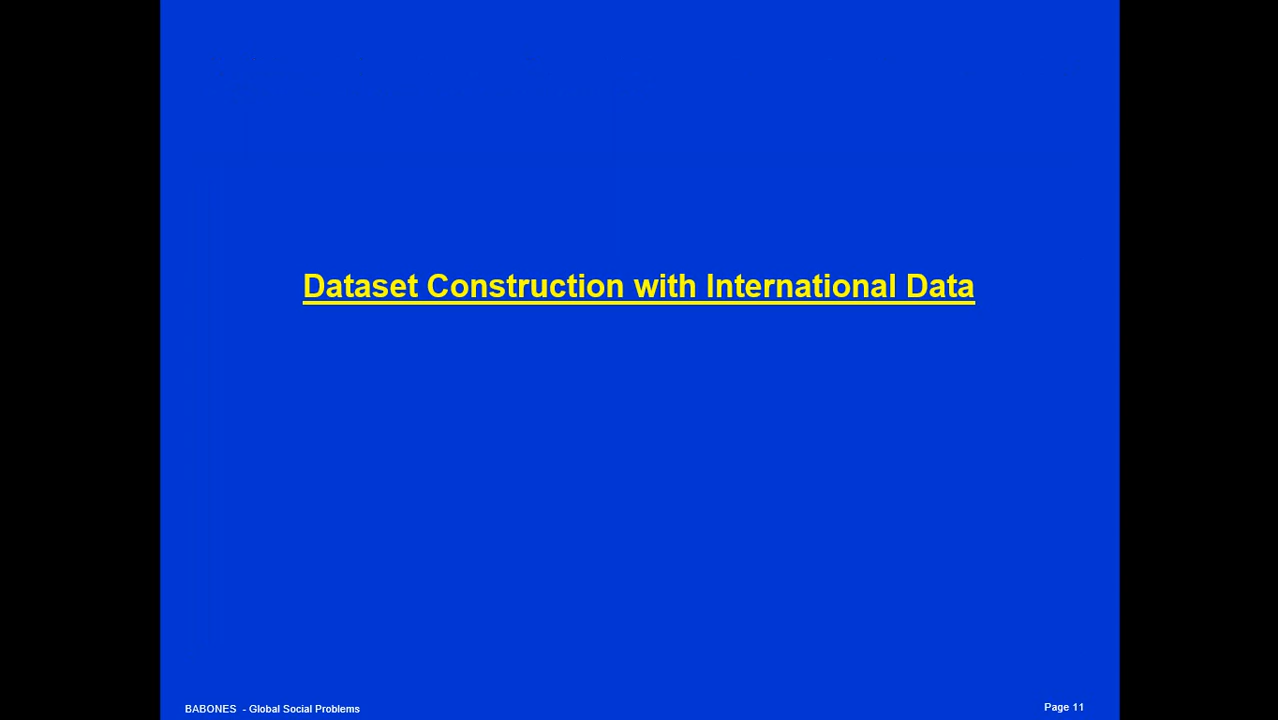 Dataset Construction with International Data
BABONES - Global Social Problems
Page 11